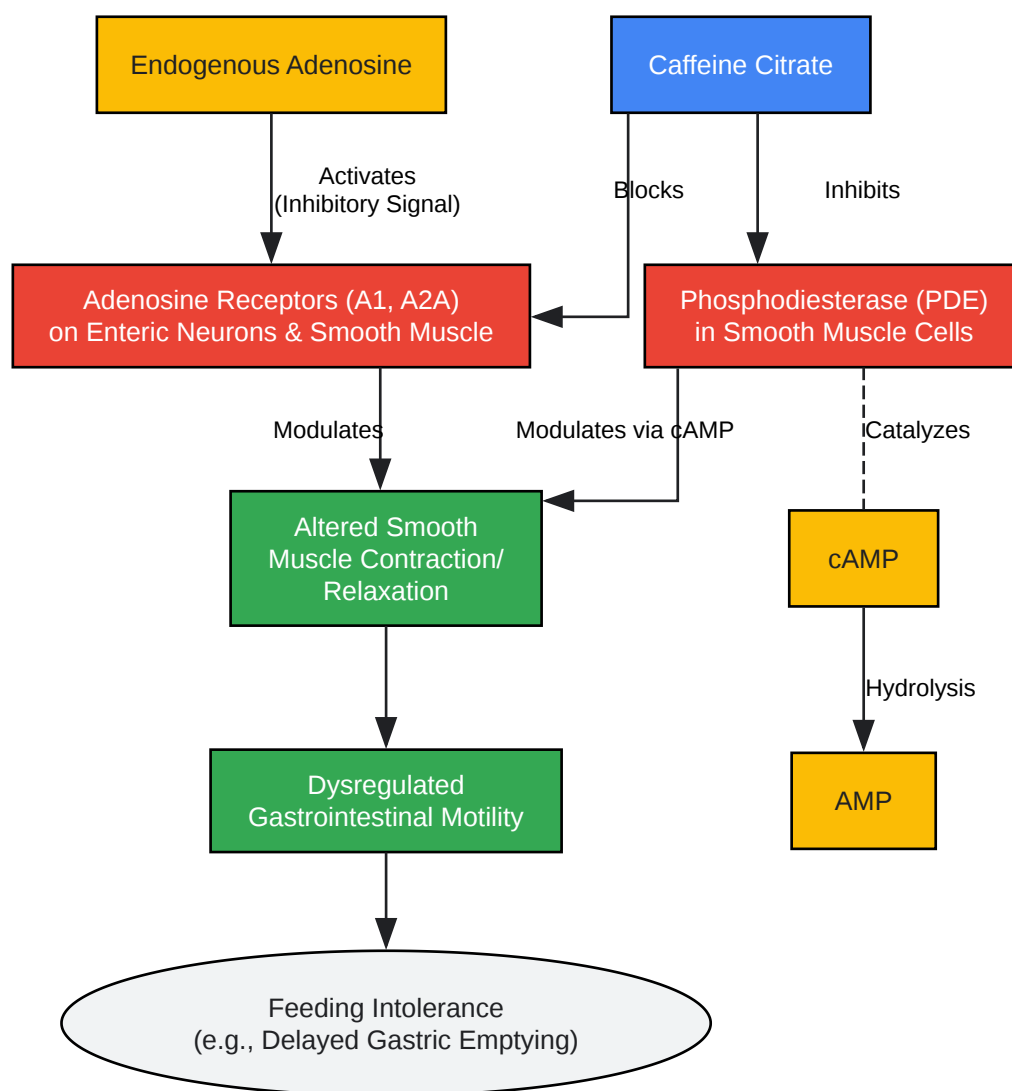 Endogenous Adenosine
Caffeine Citrate
Activates
(Inhibitory Signal)
Blocks
Inhibits
Adenosine Receptors (A1, A2A)
on Enteric Neurons & Smooth Muscle
Phosphodiesterase (PDE)
in Smooth Muscle Cells
Modulates
Modulates via cAMP
Catalyzes
Altered Smooth
Muscle Contraction/
Relaxation
cAMP
Hydrolysis
Dysregulated
Gastrointestinal Motility
AMP
Feeding Intolerance
(e.g., Delayed Gastric Emptying)